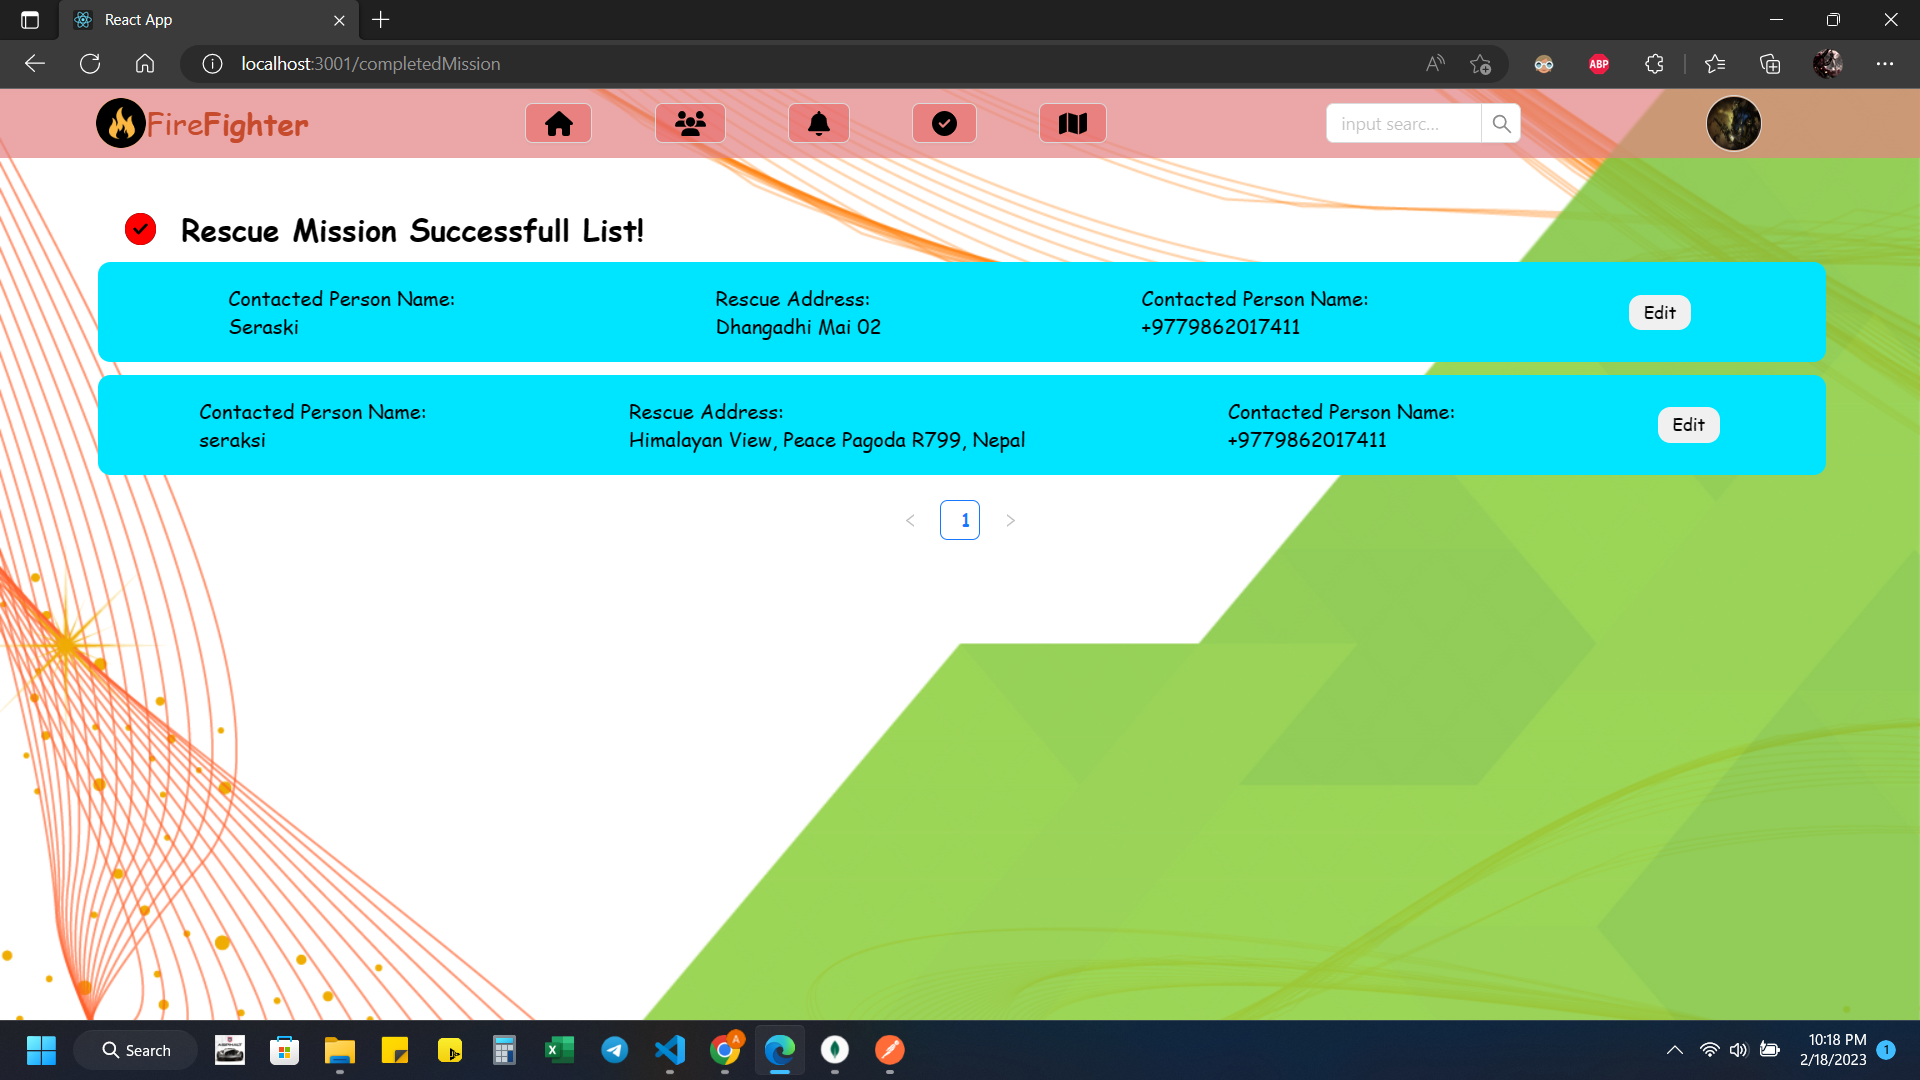 React App
localhost:3001/completedMission
ABP
FireFighter
input searc...
Rescue Mission Successfull List!
Contacted Person Name:
Seraski
Rescue Address:
Dhangadhi Mai 02
Contacted Person Name:
+9779862017411
Edit
Contacted Person Name:
seraksi
Rescue Address:
Himalayan View, Peace Pagoda R799, Nepal
Contacted Person Name:
+9779862017411
Edit
1
Search
A
10:18 PM
2/18/2023
1